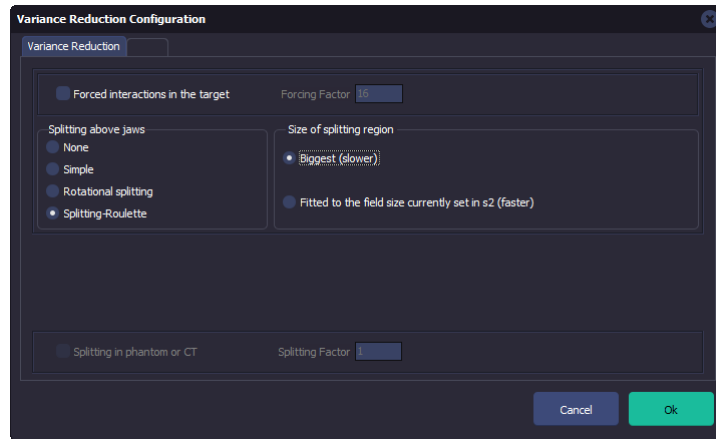 Variance Reduction Configuration
Variance Reduction
Forced interactions in the target Forcing Factor 16
Splitting above jaws Size of splitting region
None
Biggest (slower)
Simple
Rotational splitting
Fitted to the field size currently set in s2 (faster)
Splitting-Roulette
Splitting in phantom or CT Splitting Factor 1
Cancel Ok